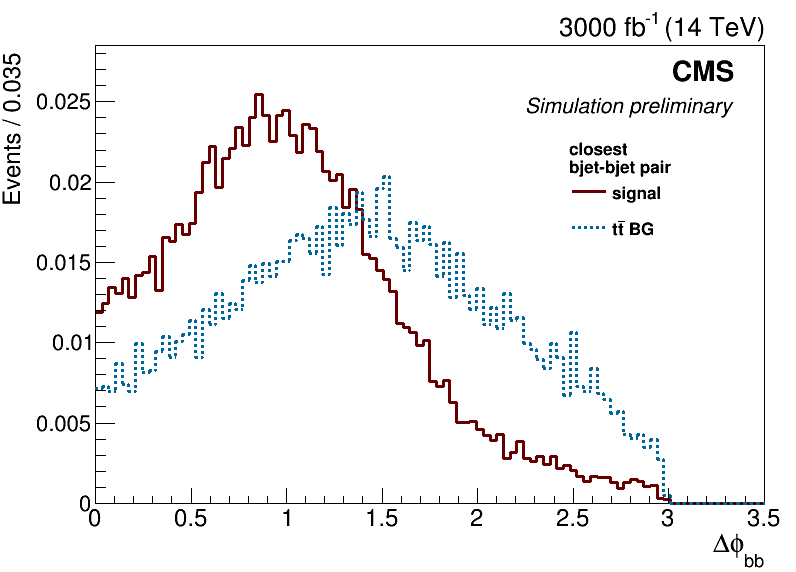 3000 fb⁻¹ (14 TeV)
Events / 0.035
CMS
Simulation preliminary
closest
bjet-bjet pair
signal
tt̄ BG
0.025
0.02
0.015
0.01
0.005
0
0 0.5 1 1.5 2 2.5 3 3.5
Δϕbb